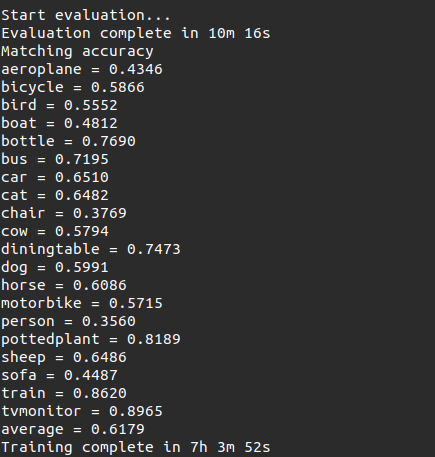 Start evaluation...
Evaluation complete in 10m 16s
Matching accuracy
aeroplane = 0.4346
bicycle = 0.5866
bird = 0.5552
boat = 0.4812
bottle = 0.7690
bus = 0.7195
car = 0.6510
cat = 0.6482
chair = 0.3769
cow = 0.5794
diningtable = 0.7473
dog = 0.5991
horse = 0.6086
motorbike = 0.5715
person = 0.3560
pottedplant = 0.8189
sheep = 0.6486
sofa = 0.4487
train = 0.8620
tvmonitor = 0.8965
average = 0.6179
Training complete in 7h 3m 52s